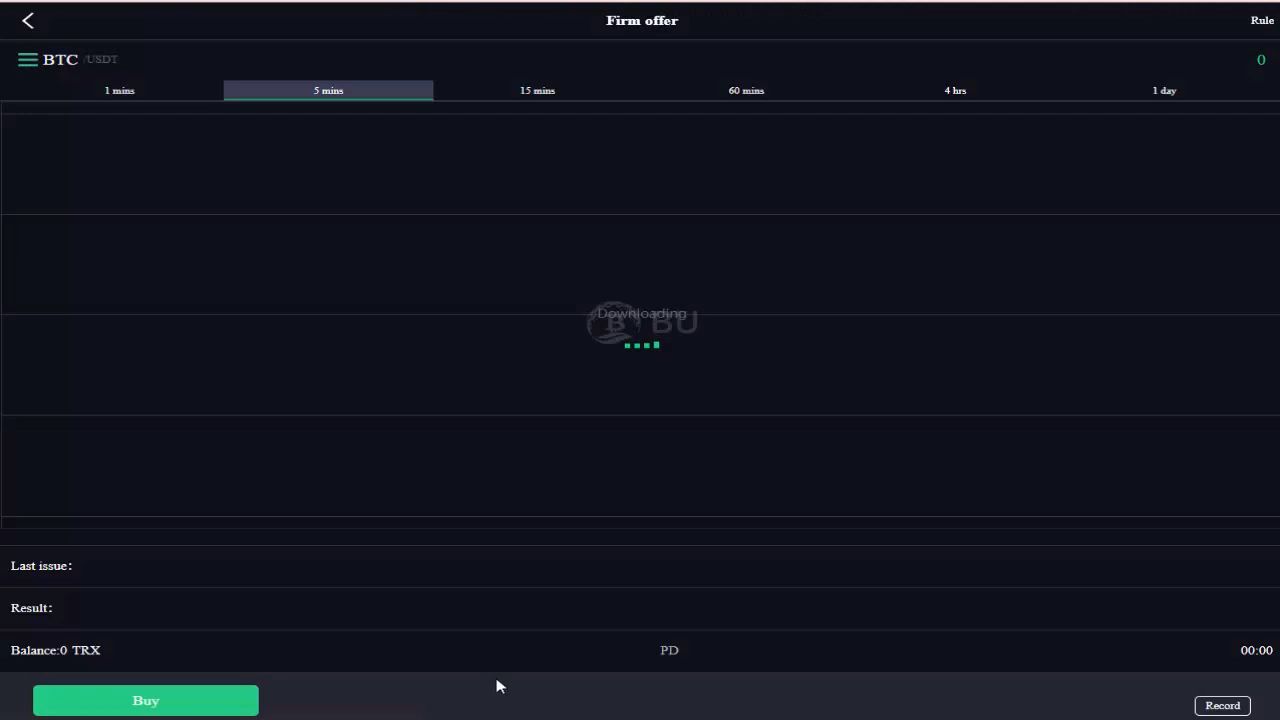 Firm offer
Rule
BTC /USDT
0
1 mins
5 mins
15 mins
60 mins
4 hrs
1 day
Downloading
BU
Last issue:
Result:
Balance:0 TRX
PD
00:00
Buy
Record